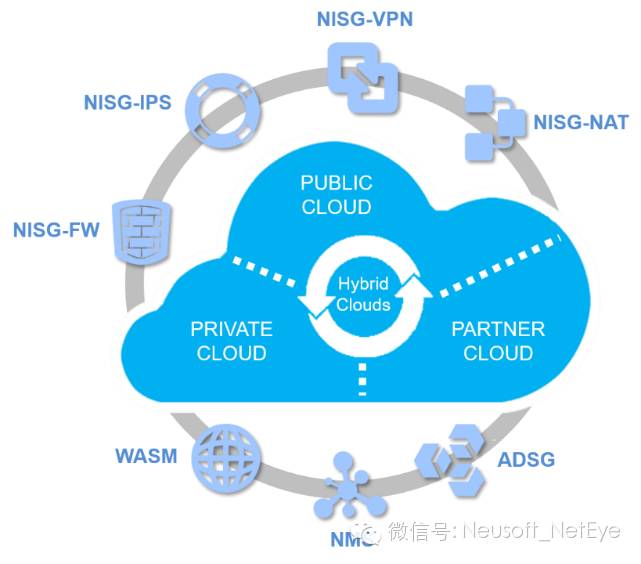 NISG-VPN
NISG-IPS
NISG-NAT
PUBLIC
CLOUD
NISG-FW
Hybrid
Clouds
PRIVATE
CLOUD
PARTNER
CLOUD
WASM
ADSG
NMS
微信号: Neusoft_NetEye